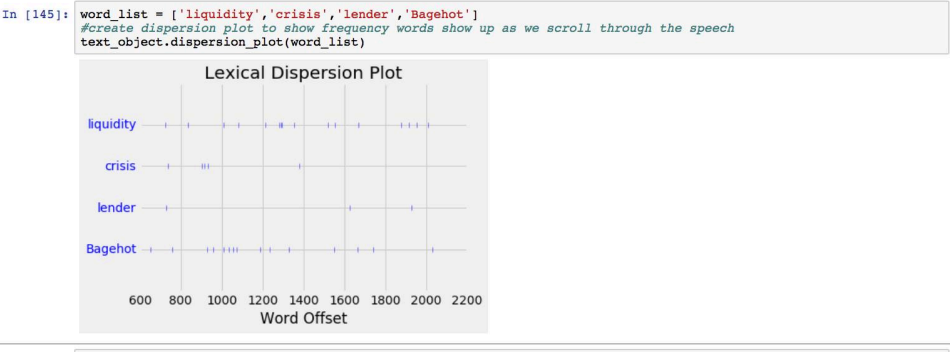 In [145]: word_list = ['liquidity','crisis','lender','Bagehot']
#create dispersion plot to show frequency words show up as we scroll through the speech
text_object.dispersion_plot(word_list)
Lexical Dispersion Plot
liquidity
crisis
lender
Bagehot
600 800 1000 1200 1400 1600 1800 2000 2200
Word Offset